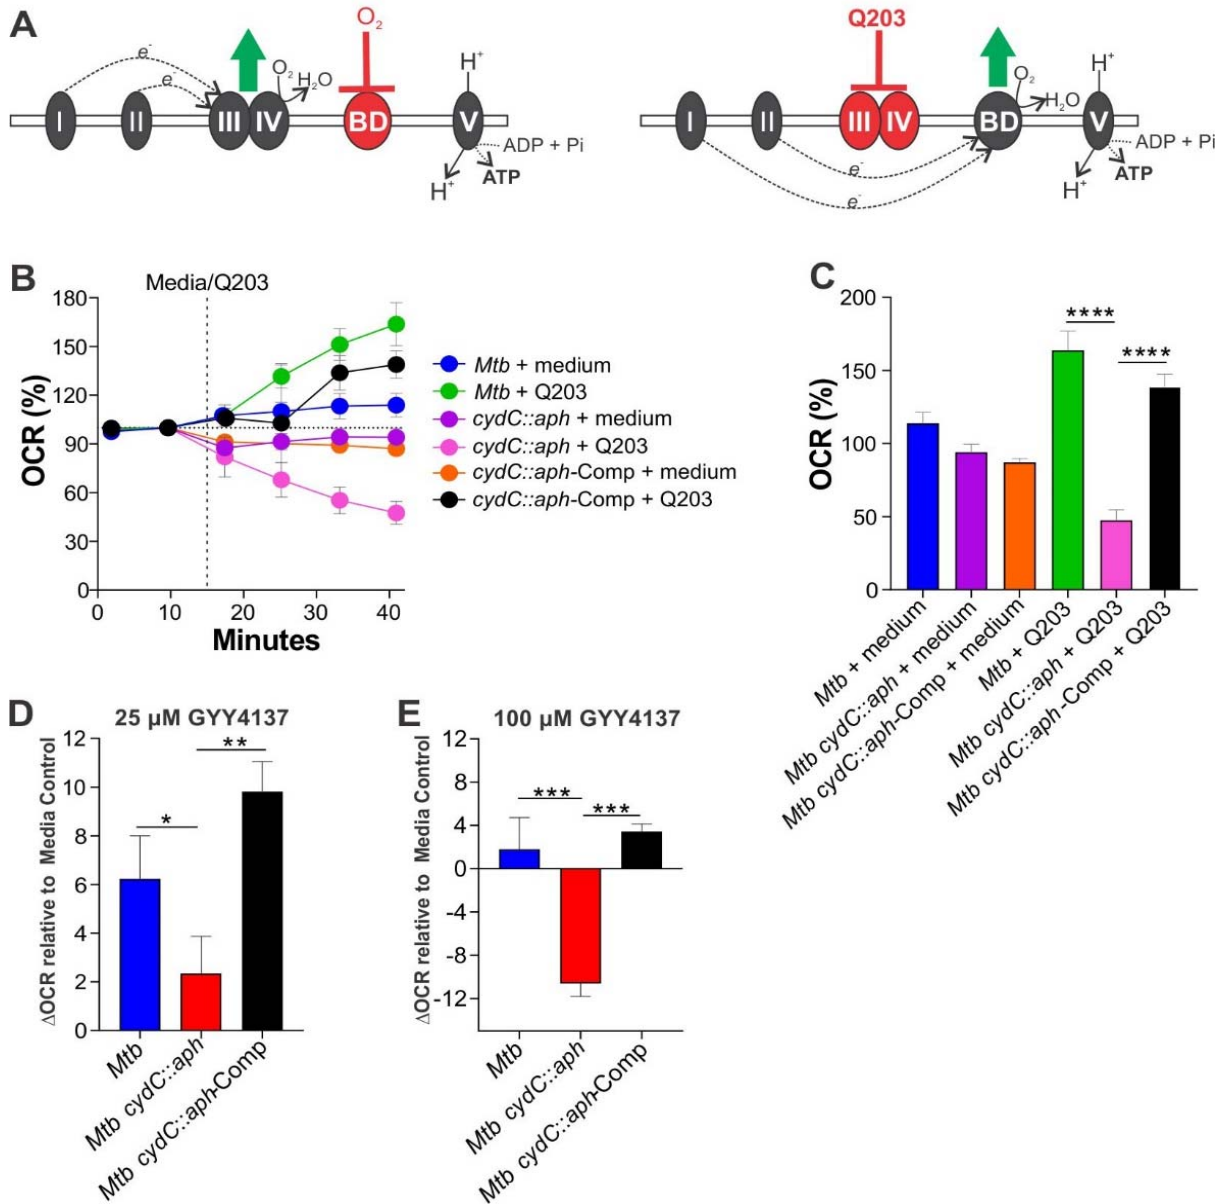 A
O₂
Q203
e⁻
e⁻
O₂
H₂O
H⁺
I
II
III
IV
BD
V
ADP + Pi
H⁺
ATP
O₂
H₂O
H⁺
I
II
III
IV
BD
V
ADP + Pi
e⁻
e⁻
H⁺
ATP
B
Media/Q203
180
150
120
90
60
30
0
OCR (%)
0
10
20
30
40
Minutes
Mtb + medium
Mtb + Q203
cydC::aph + medium
cydC::aph + Q203
cydC::aph-Comp + medium
cydC::aph-Comp + Q203
C
200
150
100
50
0
OCR (%)
****
****
Mtb + medium
Mtb cydC::aph + medium
Mtb cydC::aph-Comp + medium
Mtb + Q203
Mtb cydC::aph + Q203
Mtb cydC::aph -Comp + Q203
D
25 µM GYY4137
12
10
8
6
4
2
0
ΔOCR relative to Media Control
*
**
Mtb
Mtb cydC::aph
Mtb cydC::aph-Comp
E
100 µM GYY4137
12
8
4
0
-4
-8
-12
ΔOCR relative to Media Control
***
***
Mtb
Mtb cydC::aph
Mtb cydC::aph-Comp